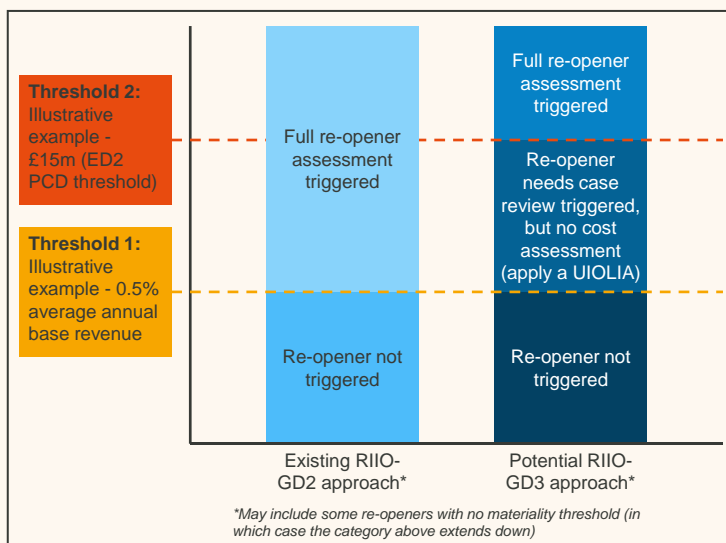 Threshold 2:
Illustrative
example -
£15m (ED2
PCD threshold)
Threshold 1:
Illustrative
example - 0.5%
average annual
base revenue
Full re-opener
assessment
triggered
Re-opener not
triggered
Full re-opener
assessment
triggered
Re-opener
needs case
review triggered,
but no cost
assessment
(apply a UIOLIA)
Re-opener not
triggered
Existing RIIO-
GD2 approach*
Potential RIIO-
GD3 approach*
*May include some re-openers with no materiality threshold (in
which case the category above extends down)